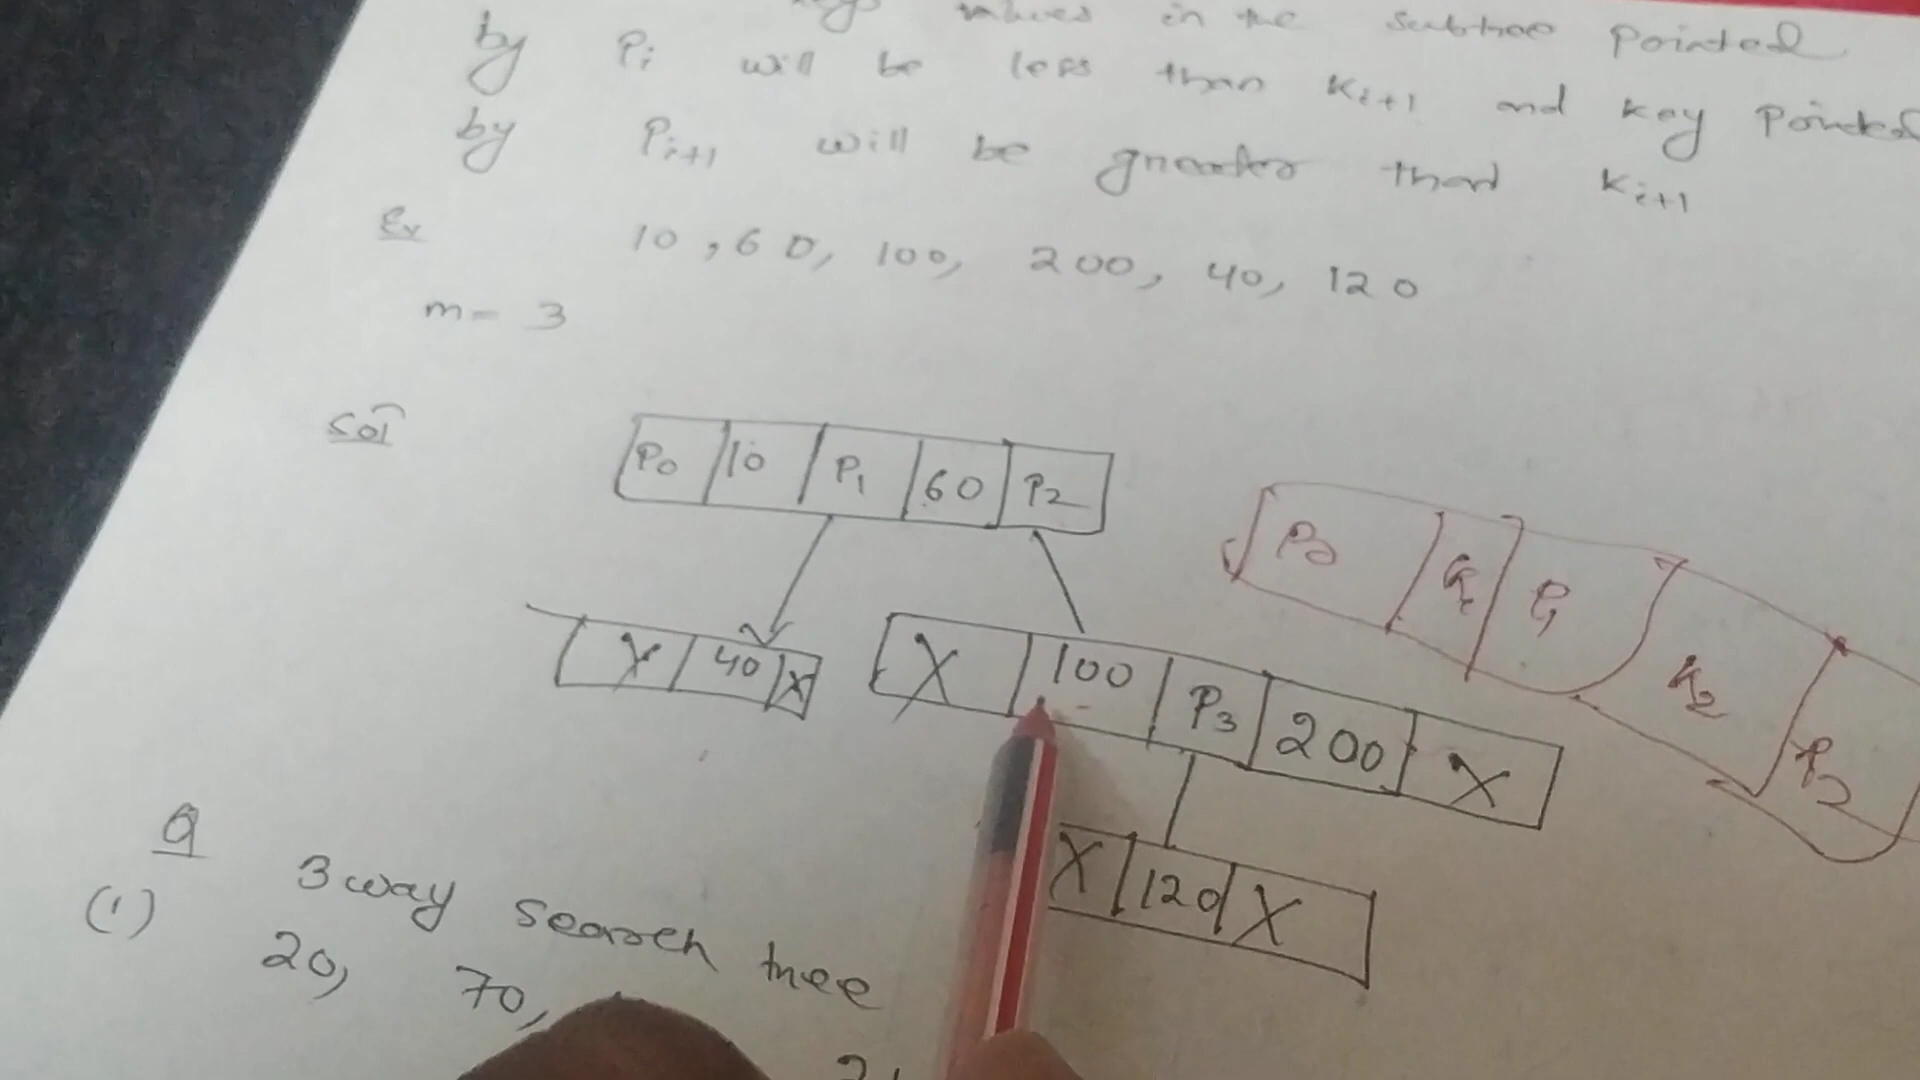 values in the subtree pointed
by Pi will be less than Ki+1 and key pointed
by Pi+1 will be greater than Ki+1
Ex 10, 60, 100, 200, 40, 120
m = 3
Sol
P0 10 P1 60 P2
P0 P1 K2 P2
X 40 X
X 100 P3 200 X
X 120 X
Q 3 way search tree
(1) 20, 70,